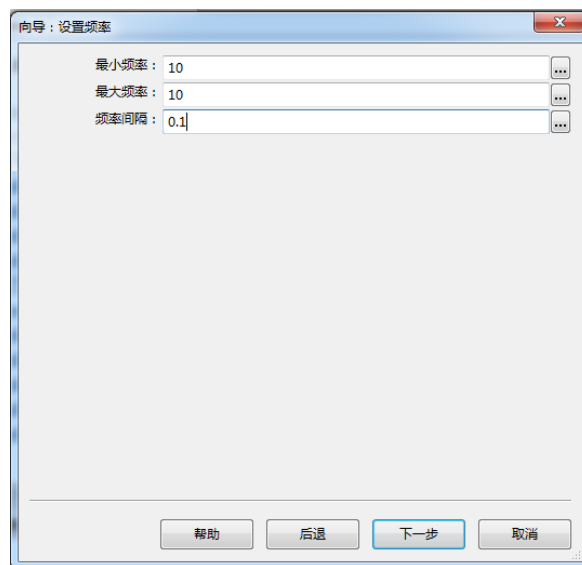 向导：设置频率
最小频率： 10 ...
最大频率： 10 ...
频率间隔： 0.1 ...
帮助 后退 下一步 取消